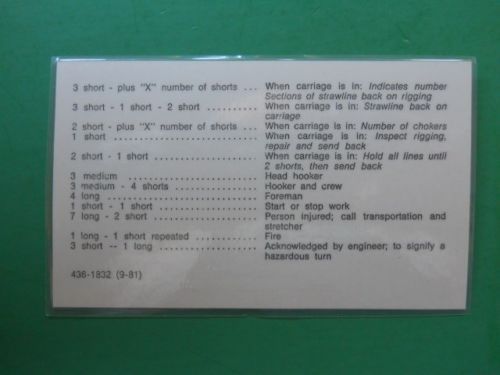 3 short - plus "X" number of shorts ... When carriage is in: Indicates number
Sections of strawline back on rigging
3 short - 1 short - 2 short .......... When carriage is in: Strawline back on
carriage
2 short - plus "X" number of shorts ... When carriage is in: Number of chokers
1 short ............................ When carriage is in: Inspect rigging,
repair and send back
2 short - 1 short .................... When carriage is in: Hold all lines until
2 shorts, then send back
3 medium ......................... Head hooker
3 medium - 4 shorts ................ Hooker and crew
4 long ............................. Foreman
1 short - 1 short ..................... Start or stop work
7 long - 2 short ..................... Person injured; call transportation and
stretcher
1 long - 1 short repeated ............. Fire
3 short -- 1 long .................... Acknowledged by engineer; to signify a
hazardous turn
436-1832 (9-81)